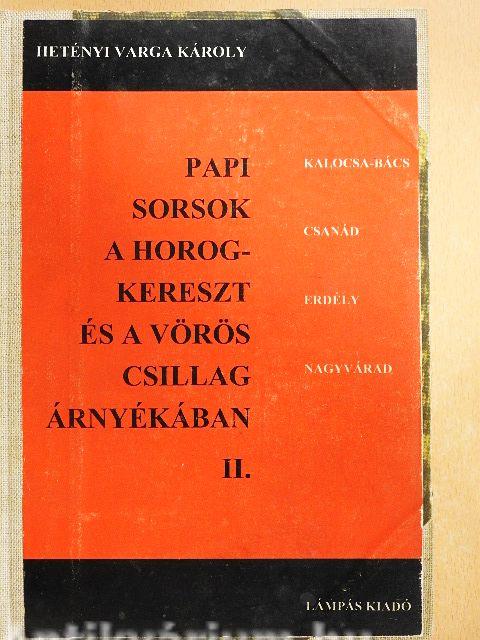 HETÉNYI VARGA KÁROLY
PAPI
SORSOK
A HOROG-
KERESZT
ÉS A VÖRÖS
CSILLAG
ÁRNYÉKÁBAN
II.
KALOCSA-BÁCS
CSANÁD
ERDÉLY
NAGYVÁRAD
LÁMPÁS KIADÓ